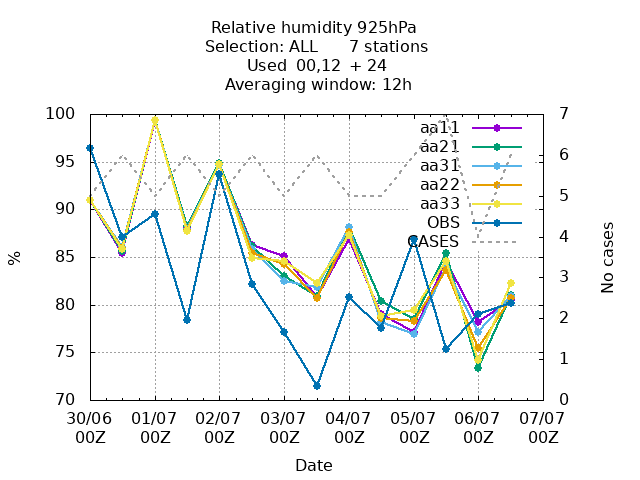 Relative humidity 925hPa
Selection: ALL 7 stations
Used 00,12 + 24
Averaging window: 12h
100 7
aa11
aa21
95 6
aa31
aa22
90 5
aa33
OBS
CASES
85 4
%
No cases
80 3
2
75 1
70 0
30/06 01/07 02/07 03/07 04/07 05/07 06/07 07/07
00Z 00Z 00Z 00Z 00Z 00Z 00Z 00Z
Date